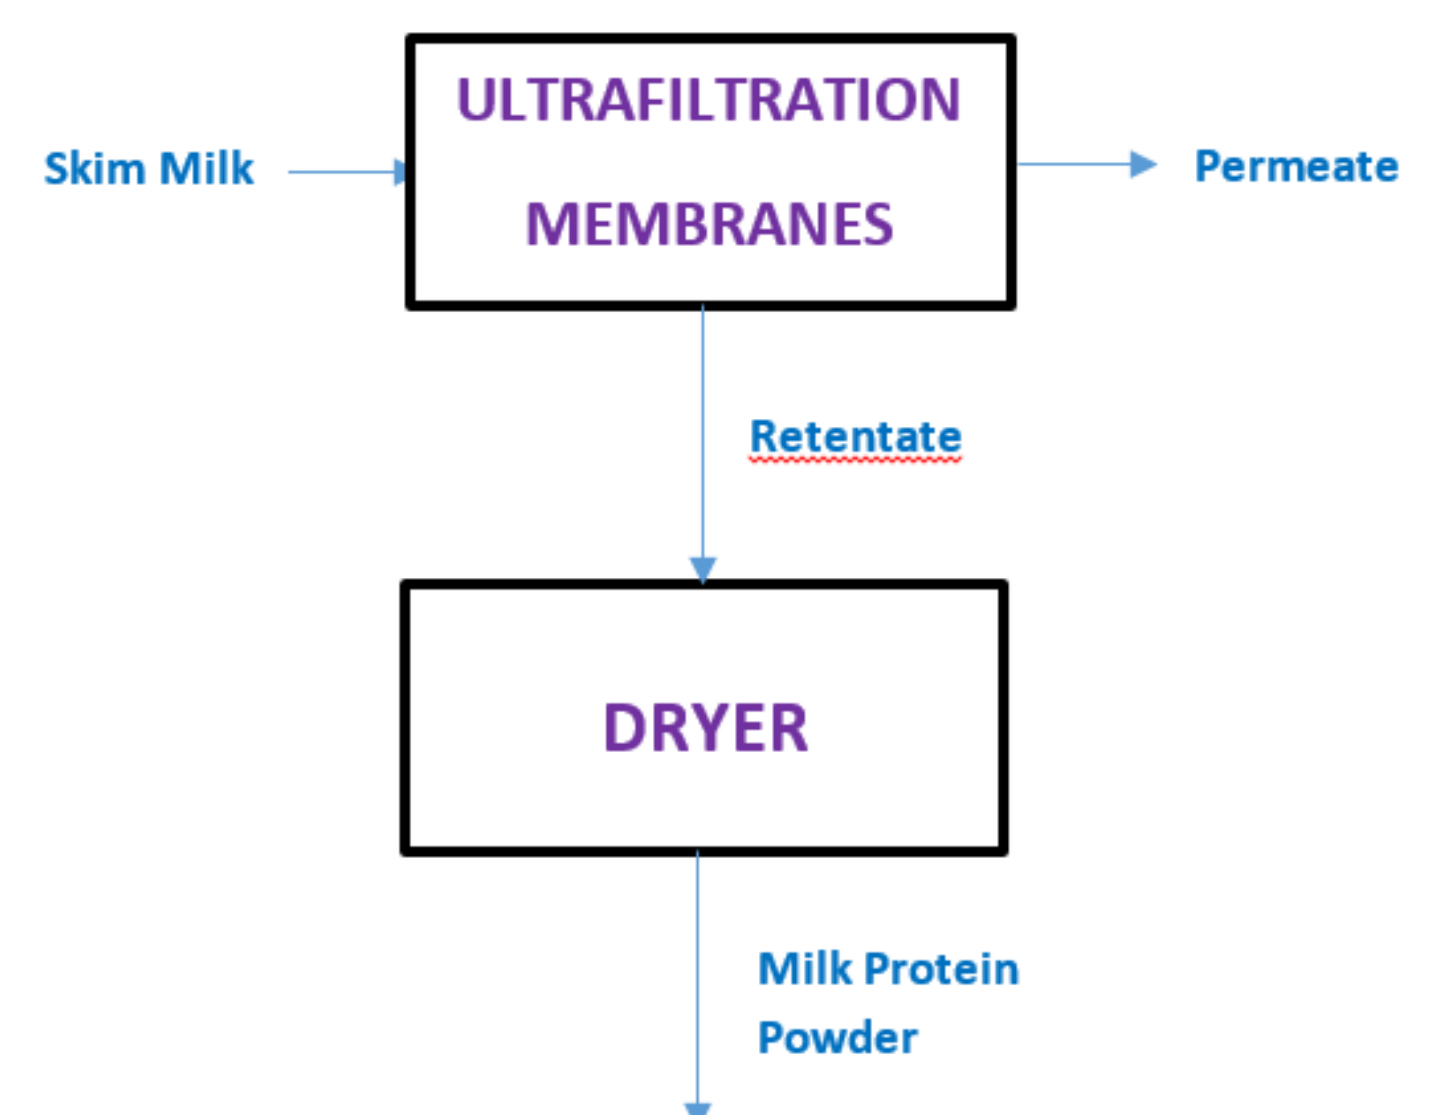 ULTRAFILTRATION
MEMBRANES
Skim Milk
Permeate
Retentate
DRYER
Milk Protein
Powder